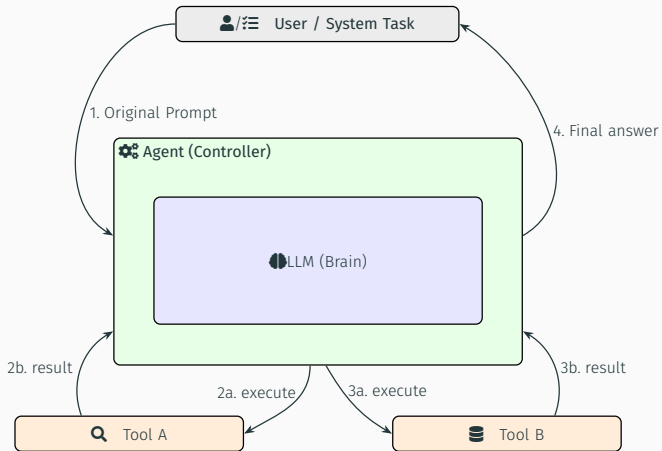 / User / System Task
1. Original Prompt
4. Final answer
Agent (Controller)
LLM (Brain)
2b. result
3b. result
2a. execute
3a. execute
Tool A
Tool B